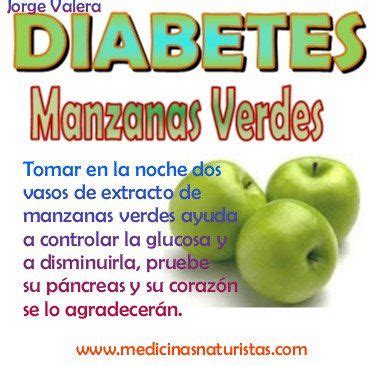 Jorge Valera
DIABETES
Manzanas Verdes
Tomar en la noche dos
vasos de extracto de
manzanas verdes ayuda
a controlar la glucosa y
a disminuirla, pruebe
su páncreas y su corazón
se lo agradecerán.
www.medicinasnaturistas.com